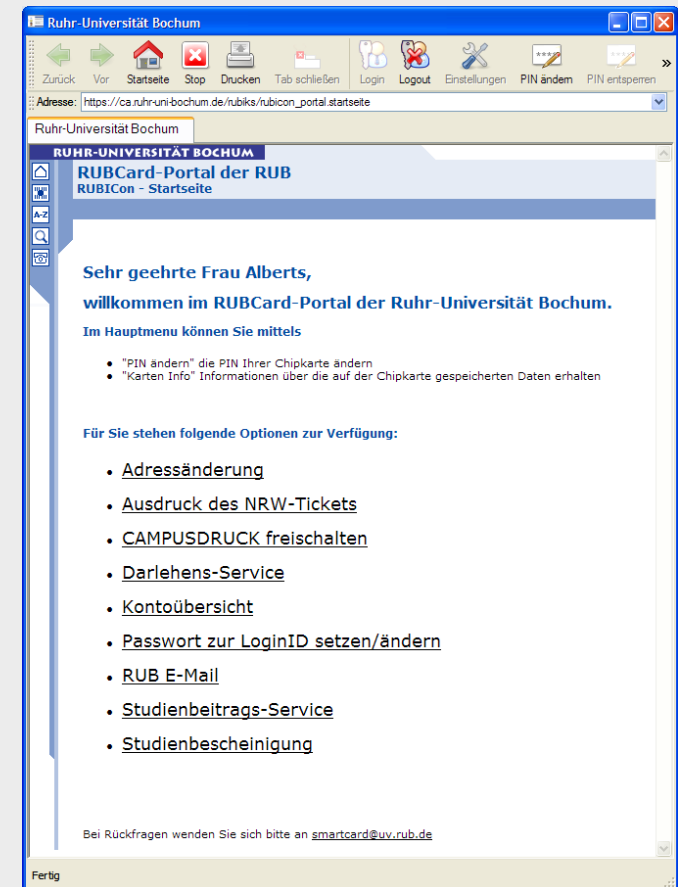 Ruhr-Universität Bochum
Zurück Vor Startseite Stop Drucken Tab schließen Login Logout Einstellungen PIN ändern PIN entsperren »
Adresse: https://ca.ruhr-uni-bochum.de/rubiks/rubicon_portal.startseite
Ruhr-Universität Bochum
RUHR-UNIVERSITÄT BOCHUM
RUBCard-Portal der RUB
RUBICon - Startseite
A-Z
Sehr geehrte Frau Alberts,
willkommen im RUBCard-Portal der Ruhr-Universität Bochum.
Im Hauptmenu können Sie mittels
• "PIN ändern" die PIN Ihrer Chipkarte ändern
• "Karten Info" Informationen über die auf der Chipkarte gespeicherten Daten erhalten
Für Sie stehen folgende Optionen zur Verfügung:
• Adressänderung
• Ausdruck des NRW-Tickets
• CAMPUSDRUCK freischalten
• Darlehens-Service
• Kontoübersicht
• Passwort zur LoginID setzen/ändern
• RUB E-Mail
• Studienbeitrags-Service
• Studienbescheinigung
Bei Rückfragen wenden Sie sich bitte an smartcard@uv.rub.de
Fertig